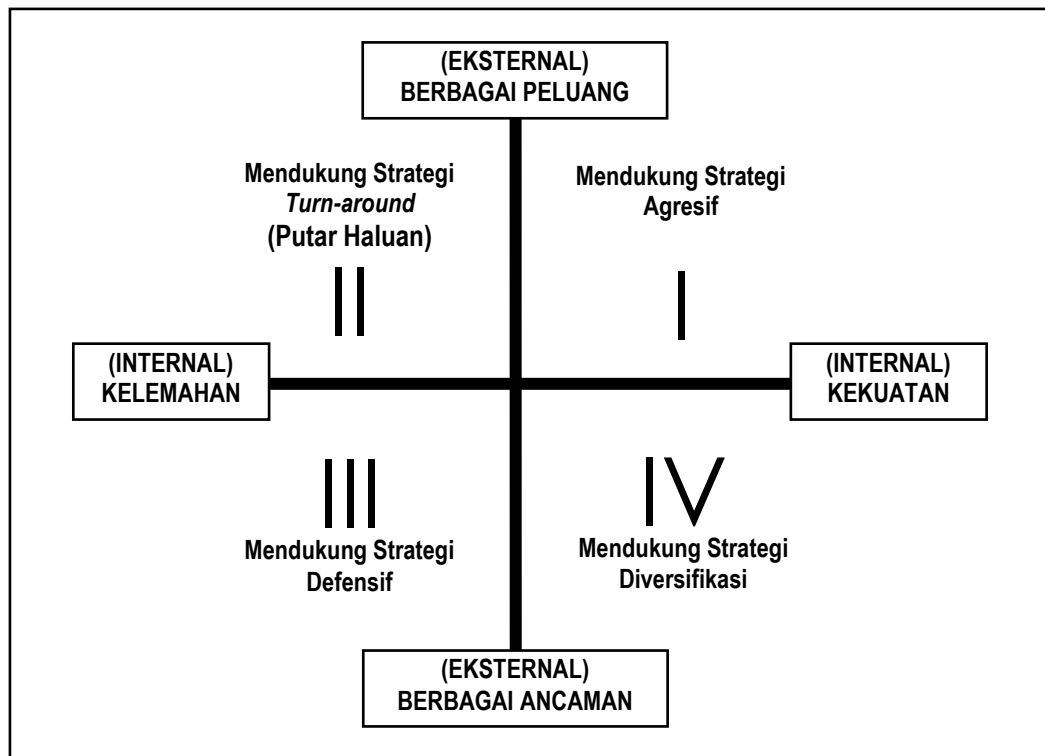 (EKSTERNAL)
BERBAGAI PELUANG
Mendukung Strategi
Turn-around
(Putar Haluan)
Mendukung Strategi
Agresif
II
I
(INTERNAL)
KELEMAHAN
(INTERNAL)
KEKUATAN
III
Mendukung Strategi
Defensif
IV
Mendukung Strategi
Diversifikasi
(EKSTERNAL)
BERBAGAI ANCAMAN